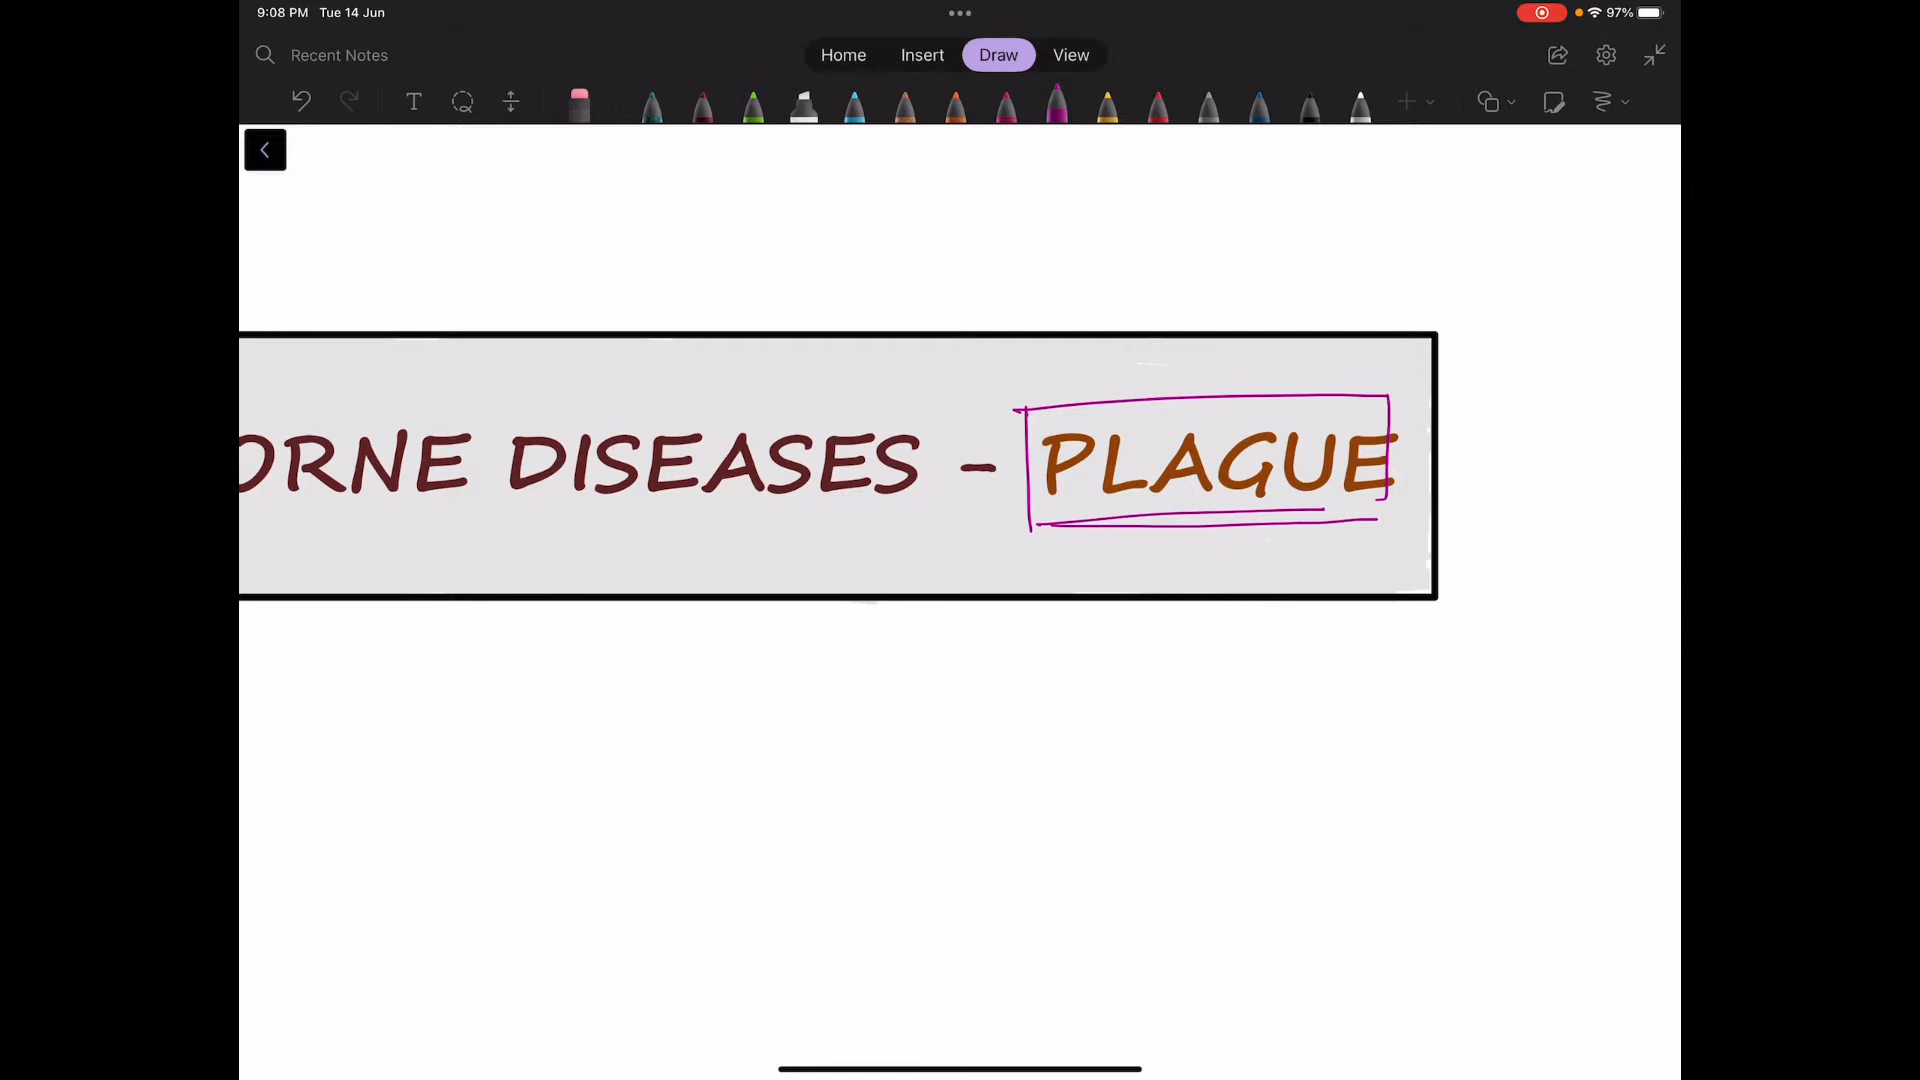 9:08 PM Tue 14 Jun
97%
Recent Notes
Home Insert Draw View
T
ORNE DISEASES - PLAGUE